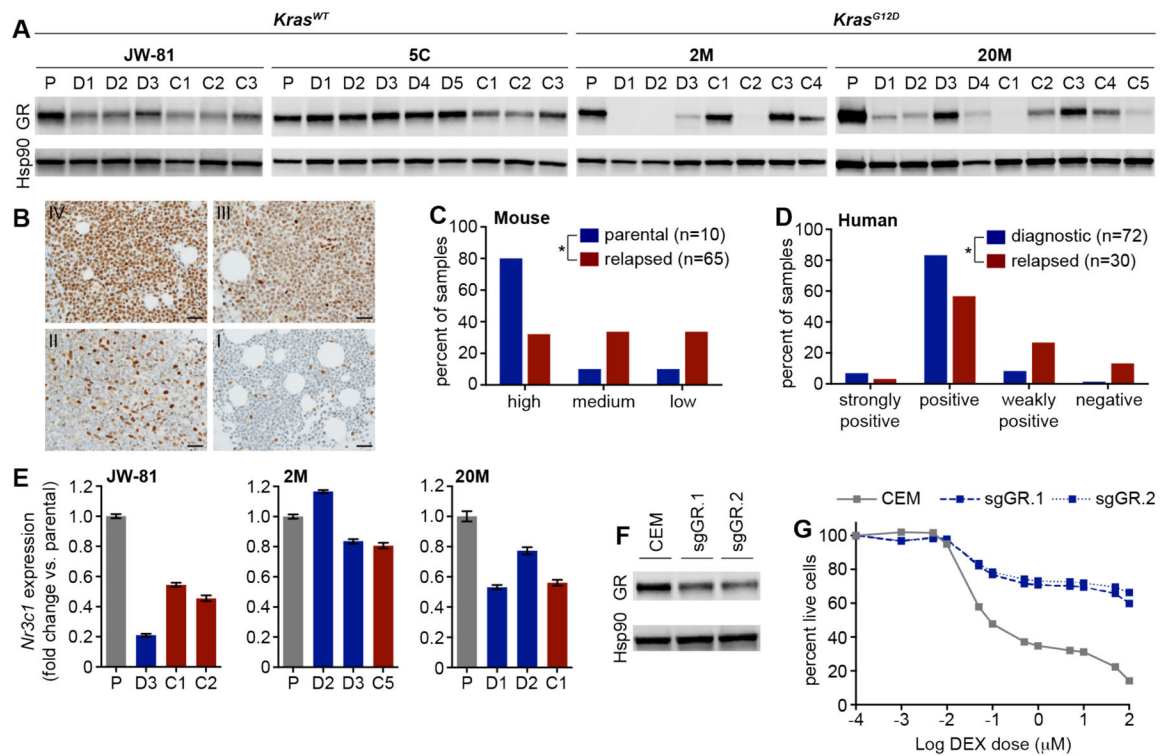 Kras^WT Kras^G12D
A
JW-81 5C 2M 20M
P D1 D2 D3 C1 C2 C3 P D1 D2 D3 D4 D5 C1 C2 C3 P D1 D2 D3 C1 C2 C3 C4 P D1 D2 D3 D4 C1 C2 C3 C4 C5
GR
Hsp90
B
IV III
II I
C Mouse
percent of samples
100
80
60
40
20
0
parental (n=10)
* relapsed (n=65)
high medium low
D Human
percent of samples
100
80
60
40
20
0
diagnostic (n=72)
* relapsed (n=30)
strongly positive weakly negative
positive positive
E JW-81 2M 20M
Nr3c1 expression
(fold change vs. parental)
1.2 1.2 1.2
1.0 1.0 1.0
0.8 0.8 0.8
0.6 0.6 0.6
0.4 0.4 0.4
0.2 0.2 0.2
0 0 0
P D3 C1 C2 P D2 D3 C5 P D1 D2 C1
F CEM sgGR.1 sgGR.2
GR
Hsp90
CEM sgGR.1 sgGR.2
G
percent live cells
100
80
60
40
20
0
-4 -3 -2 -1 0 1 2
Log DEX dose (μM)